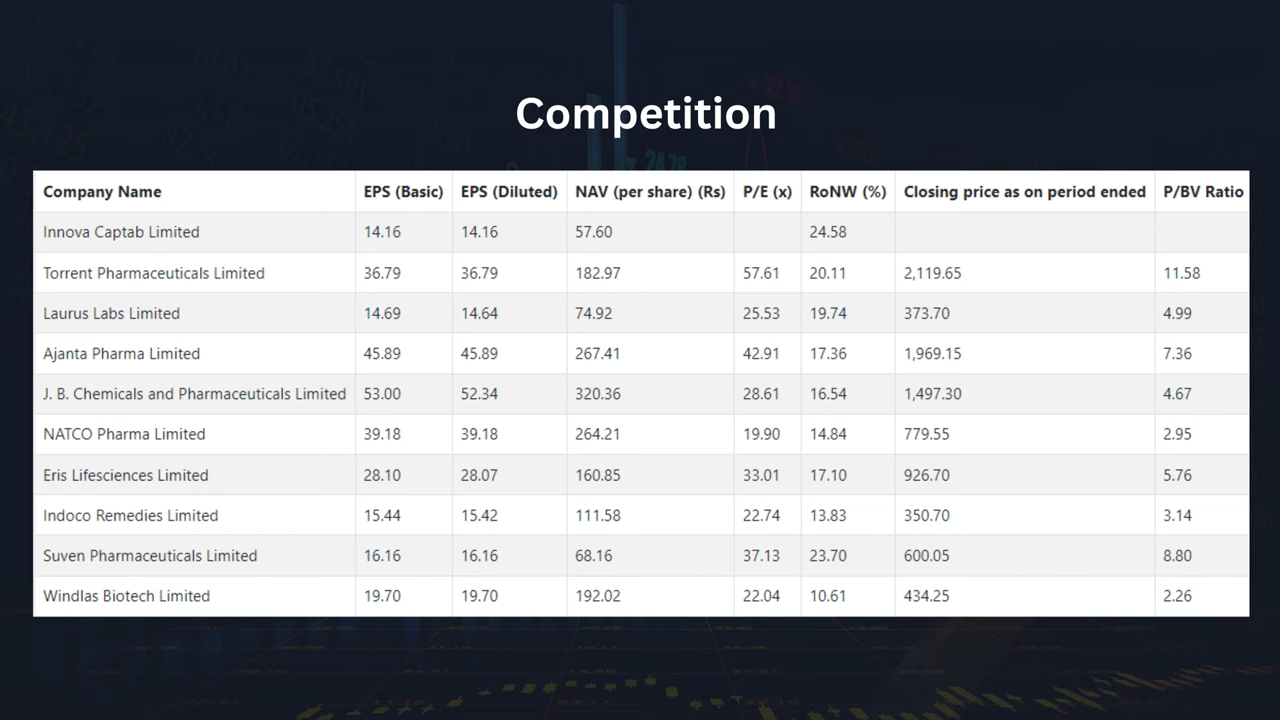 Competition
Company Name EPS (Basic) EPS (Diluted) NAV (per share) (Rs) P/E (x) RoNW (%) Closing price as on period ended P/BV Ratio
Innova Captab Limited 14.16 14.16 57.60 24.58
Torrent Pharmaceuticals Limited 36.79 36.79 182.97 57.61 20.11 2,119.65 11.58
Laurus Labs Limited 14.69 14.64 74.92 25.53 19.74 373.70 4.99
Ajanta Pharma Limited 45.89 45.89 267.41 42.91 17.36 1,969.15 7.36
J. B. Chemicals and Pharmaceuticals Limited 53.00 52.34 320.36 28.61 16.54 1,497.30 4.67
NATCO Pharma Limited 39.18 39.18 264.21 19.90 14.84 779.55 2.95
Eris Lifesciences Limited 28.10 28.07 160.85 33.01 17.10 926.70 5.76
Indoco Remedies Limited 15.44 15.42 111.58 22.74 13.83 350.70 3.14
Suven Pharmaceuticals Limited 16.16 16.16 68.16 37.13 23.70 600.05 8.80
Windlas Biotech Limited 19.70 19.70 192.02 22.04 10.61 434.25 2.26